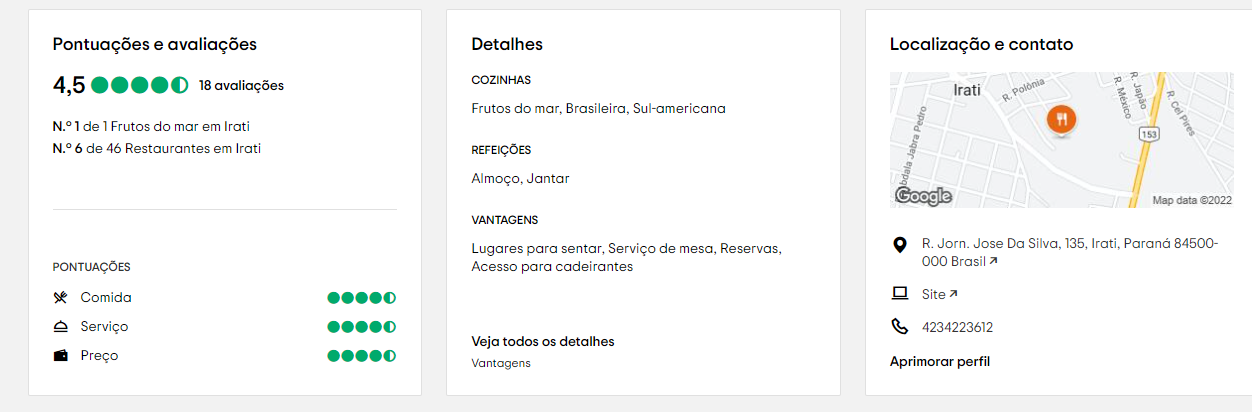 Pontuações e avaliações
4,5 18 avaliações
N.º 1 de 1 Frutos do mar em Irati
N.º 6 de 46 Restaurantes em Irati
PONTUAÇÕES
Comida
Serviço
Preço
Detalhes
COZINHAS
Frutos do mar, Brasileira, Sul-americana
REFEIÇÕES
Almoço, Jantar
VANTAGENS
Lugares para sentar, Serviço de mesa, Reservas,
Acesso para cadeirantes
Veja todos os detalhes
Vantagens
Localização e contato
Irati
R. Polônia
R. México
R. Japão
R. Cel Pires
153
Jabra Pedro
Google
Map data ©2022
R. Jorn. Jose Da Silva, 135, Irati, Paraná 84500-
000 Brasil
Site
4234223612
Aprimorar perfil